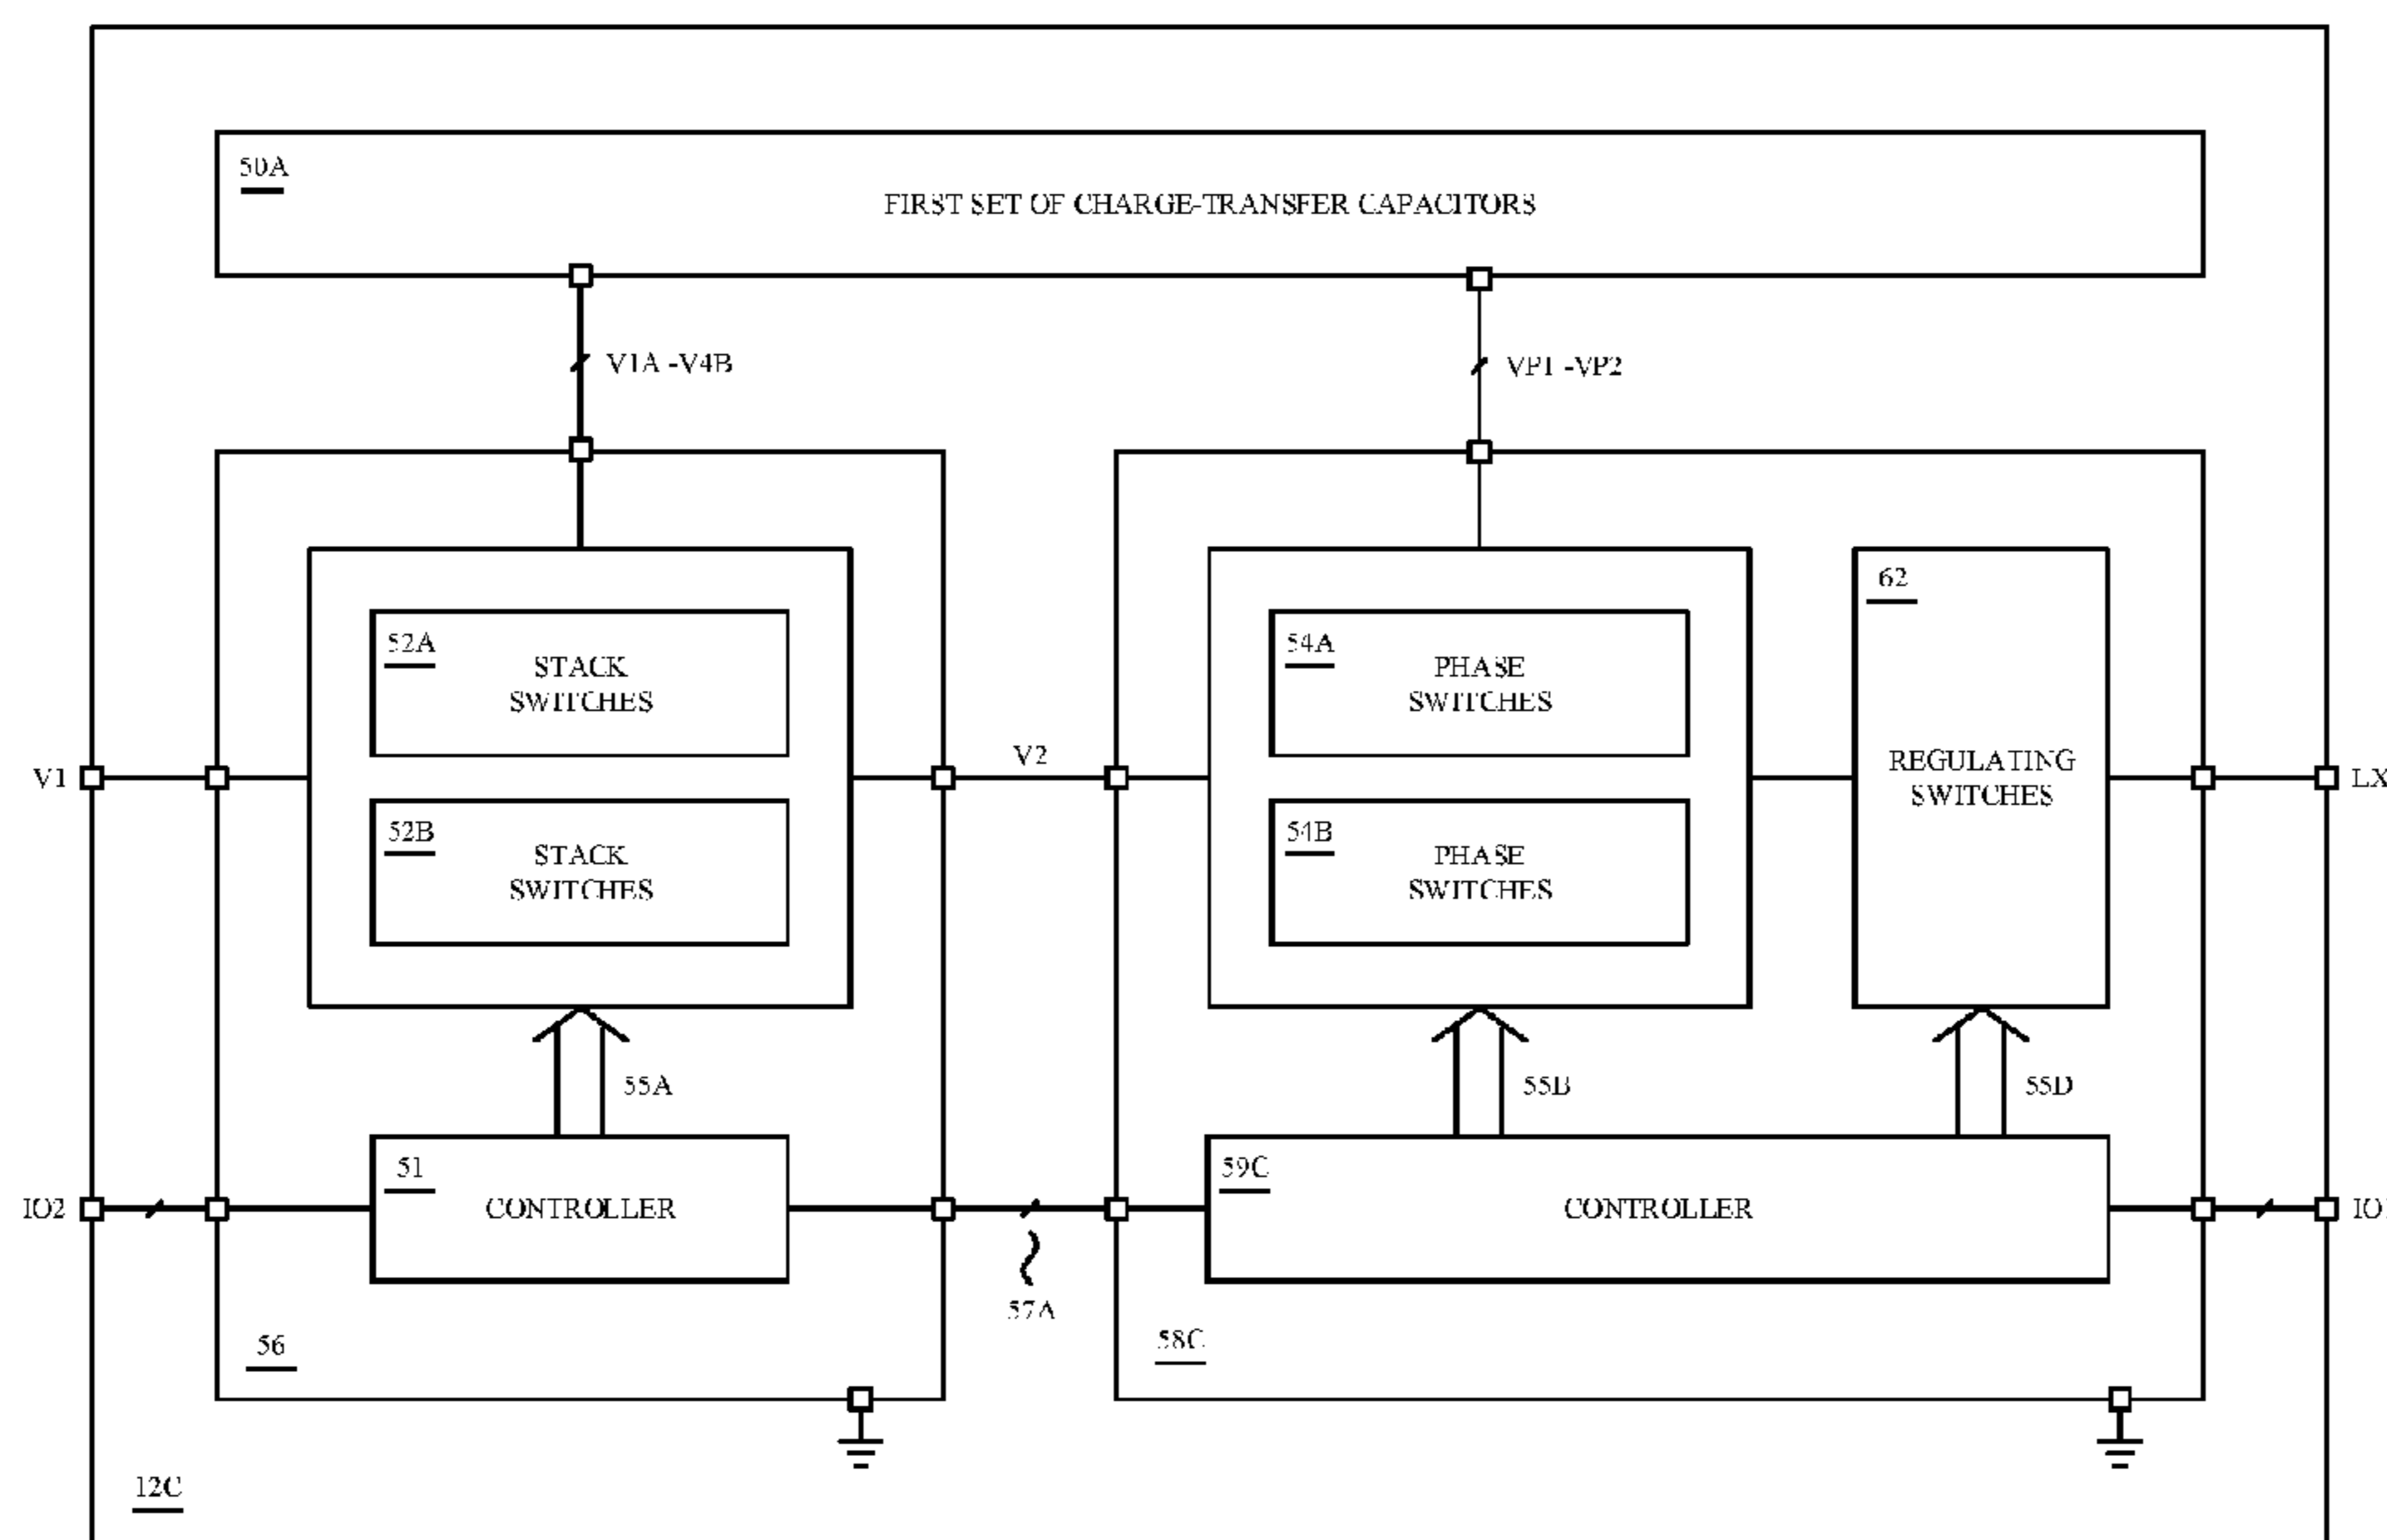 50A
FIRST SET OF CHARGE-TRANSFER CAPACITORS
V1A -V4B
VP1 -VP2
62
52A
STACK
SWITCHES
54A
PHASE
SWITCHES
V1
V2
REGULATING
SWITCHES
LX
52B
STACK
SWITCHES
54B
PHASE
SWITCHES
55A
55B
55D
51
CONTROLLER
59C
CONTROLLER
IO2
57A
56
58C
12C